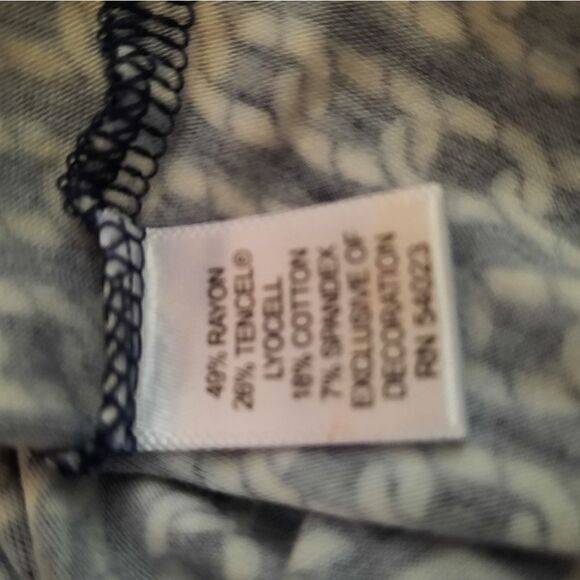 49% RAYON
26% TENCEL®
LYOCELL
18% COTTON
7% SPANDEX
EXCLUSIVE OF
DECORATION
RN 54023